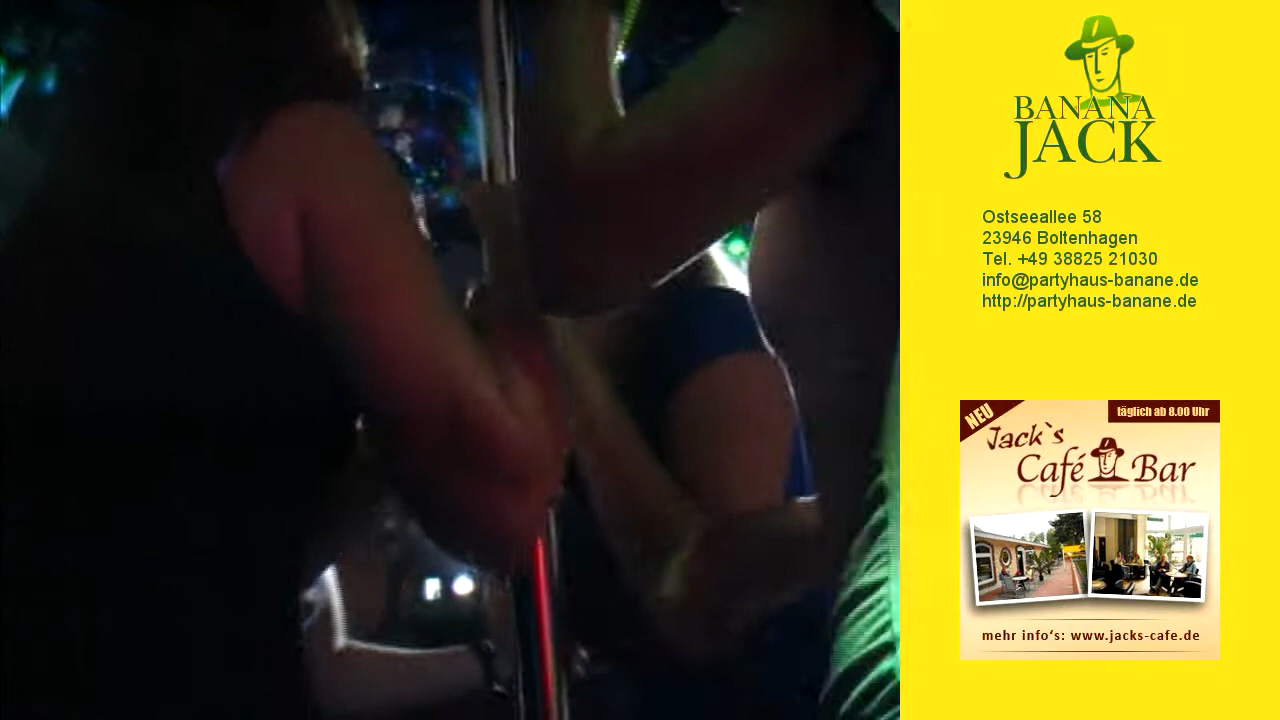 BANANA
JACK
Ostseeallee 58
23946 Boltenhagen
Tel. +49 38825 21030
info@partyhaus-banane.de
http://partyhaus-banane.de
NEU
täglich ab 8.00 Uhr
Jack`s
Café Bar
mehr info's: www.jacks-cafe.de